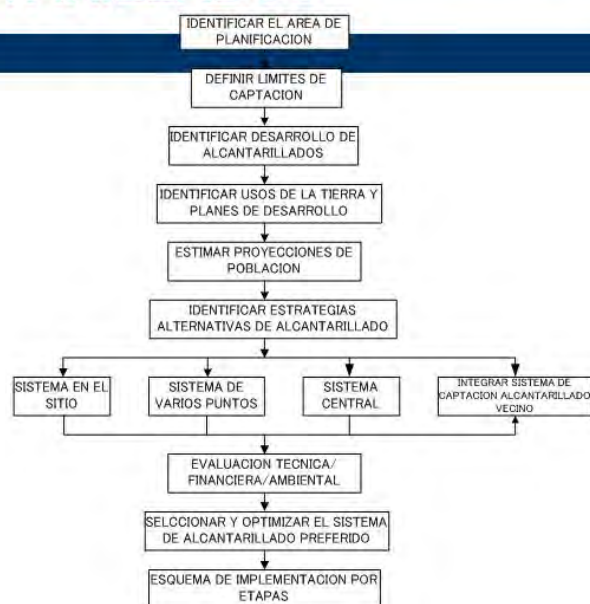 IDENTIFICAR EL AREA DE
PLANIFICACION
DEFINIR LIMITES DE
CAPTACION
IDENTIFICAR DESARROLLO DE
ALCANTARILLADOS
IDENTIFICAR USOS DE LA TIERRA Y
PLANES DE DESARROLLO
ESTIMAR PROYECCIONES DE
POBLACION
IDENTIFICAR ESTRATEGIAS
ALTERNATIVAS DE ALCANTARILLADO
SISTEMA EN EL
SITIO
SISTEMA DE
VARIOS PUNTOS
SISTEMA
CENTRAL
INTEGRAR SISTEMA DE
CAPTACION ALCANTARILLADO
VECINO
EVALUACION TECNICA/
FINANCIERA/AMBIENTAL
SELCCIONAR Y OPTIMIZAR EL SISTEMA
DE ALCANTARILLADO PREFERIDO
ESQUEMA DE IMPLEMENTACION POR
ETAPAS